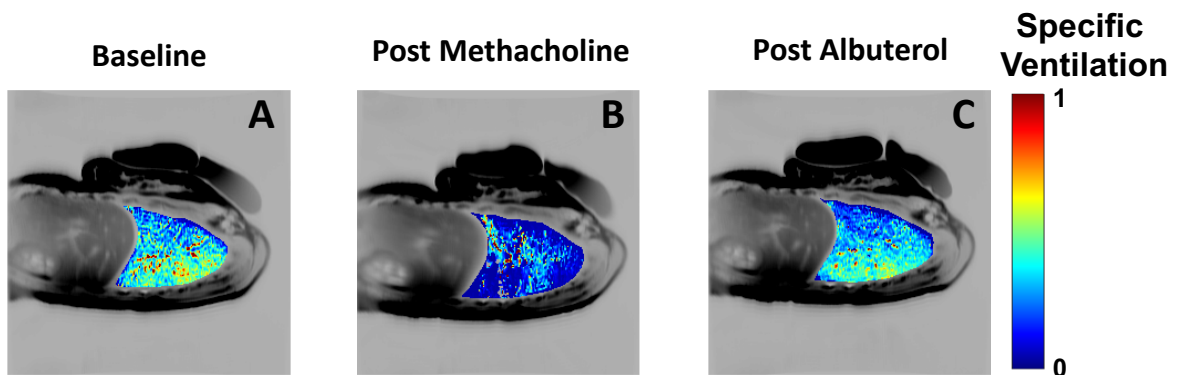 Baseline
Post Methacholine
Post Albuterol
Specific
Ventilation
A
B
C
1
0